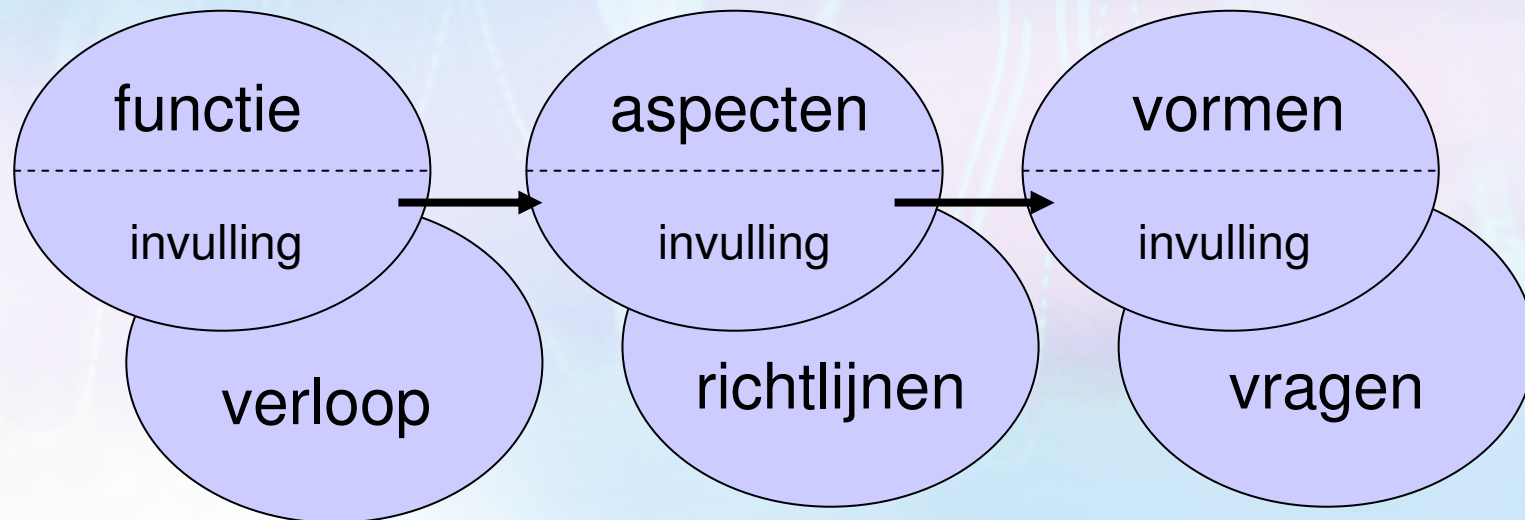 functie
invulling
verloop
aspecten
invulling
richtlijnen
vormen
invulling
vragen